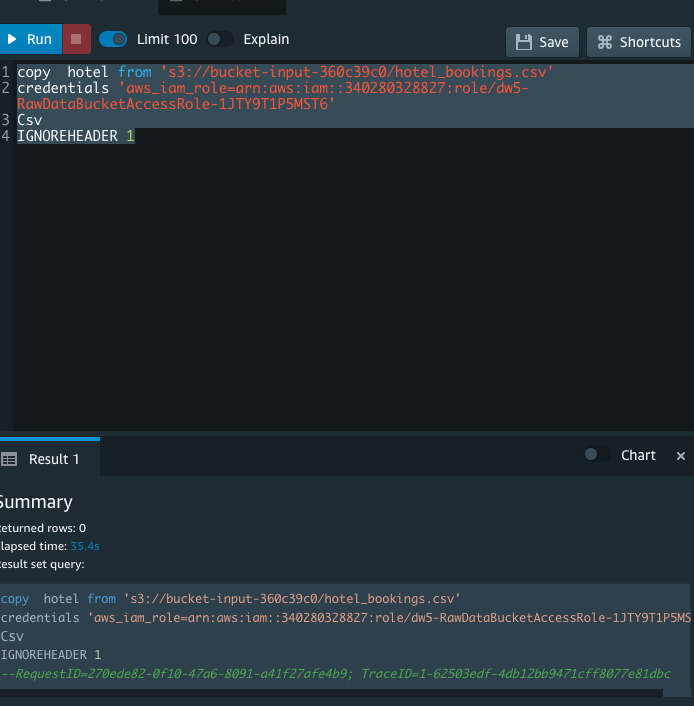 Run
Limit 100
Explain
Save
Shortcuts
1 copy  hotel from 's3://bucket-input-360c39c0/hotel_bookings.csv'
2 credentials 'aws_iam_role=arn:aws:iam::340280328827:role/dw5-
RawDataBucketAccessRole-1JTY9T1P5MST6'
3 Csv
4 IGNOREHEADER 1
Result 1
Chart
×
Summary
eturned rows: 0
lapsed time: 35.4s
esult set query:
copy  hotel from 's3://bucket-input-360c39c0/hotel_bookings.csv'
credentials 'aws_iam_role=arn:aws:iam::340280328827:role/dw5-RawDataBucketAccessRole-1JTY9T1P5MS
Csv
IGNOREHEADER 1
--RequestID=270ede82-0f10-47a6-8091-a41f27afe4b9; TraceID=1-62503edf-4db12bb9471cff8077e81dbc